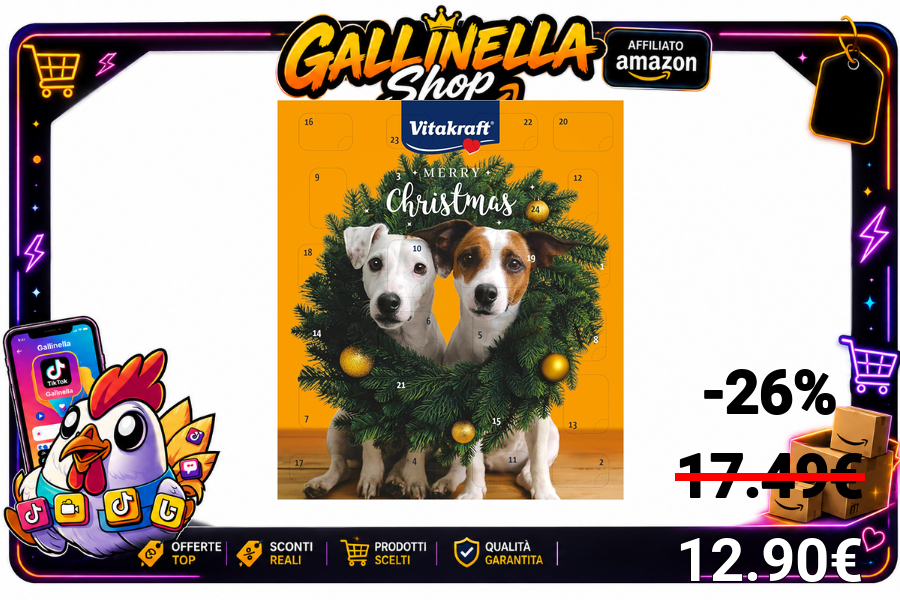 GALLINELLA
Shop
AFFILIATO
amazon
Vitakraft®
MERRY
Christmas
16
23
22
20
9
3
12
24
18
10
19
1
14
6
5
8
21
7
15
13
17
4
11
2
Gallinella
TikTok
Gallinella
-26%
17.49€
12.90€
OFFERTE
TOP
SCONTI
REALI
PRODOTTI
SCELTI
QUALITÀ
GARANTITA